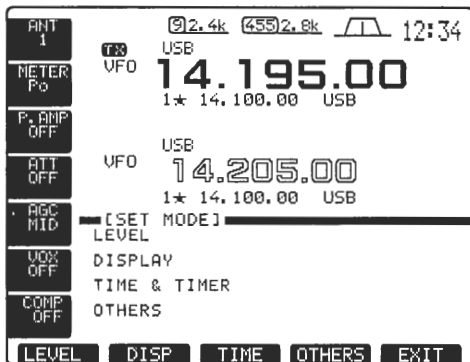 ANT
1
METER
Po
P.AMP
OFF
ATT
OFF
AGC
MID
VOX
OFF
COMP
OFF
9 2.4k 455 2.8k 12:34
USB
TX
VFO 14.195.00
1★ 14.100.00 USB
USB
VFO 14.205.00
1★ 14.100.00 USB
[SET MODE]
LEVEL
DISPLAY
TIME & TIMER
OTHERS
LEVEL DISP TIME OTHERS EXIT